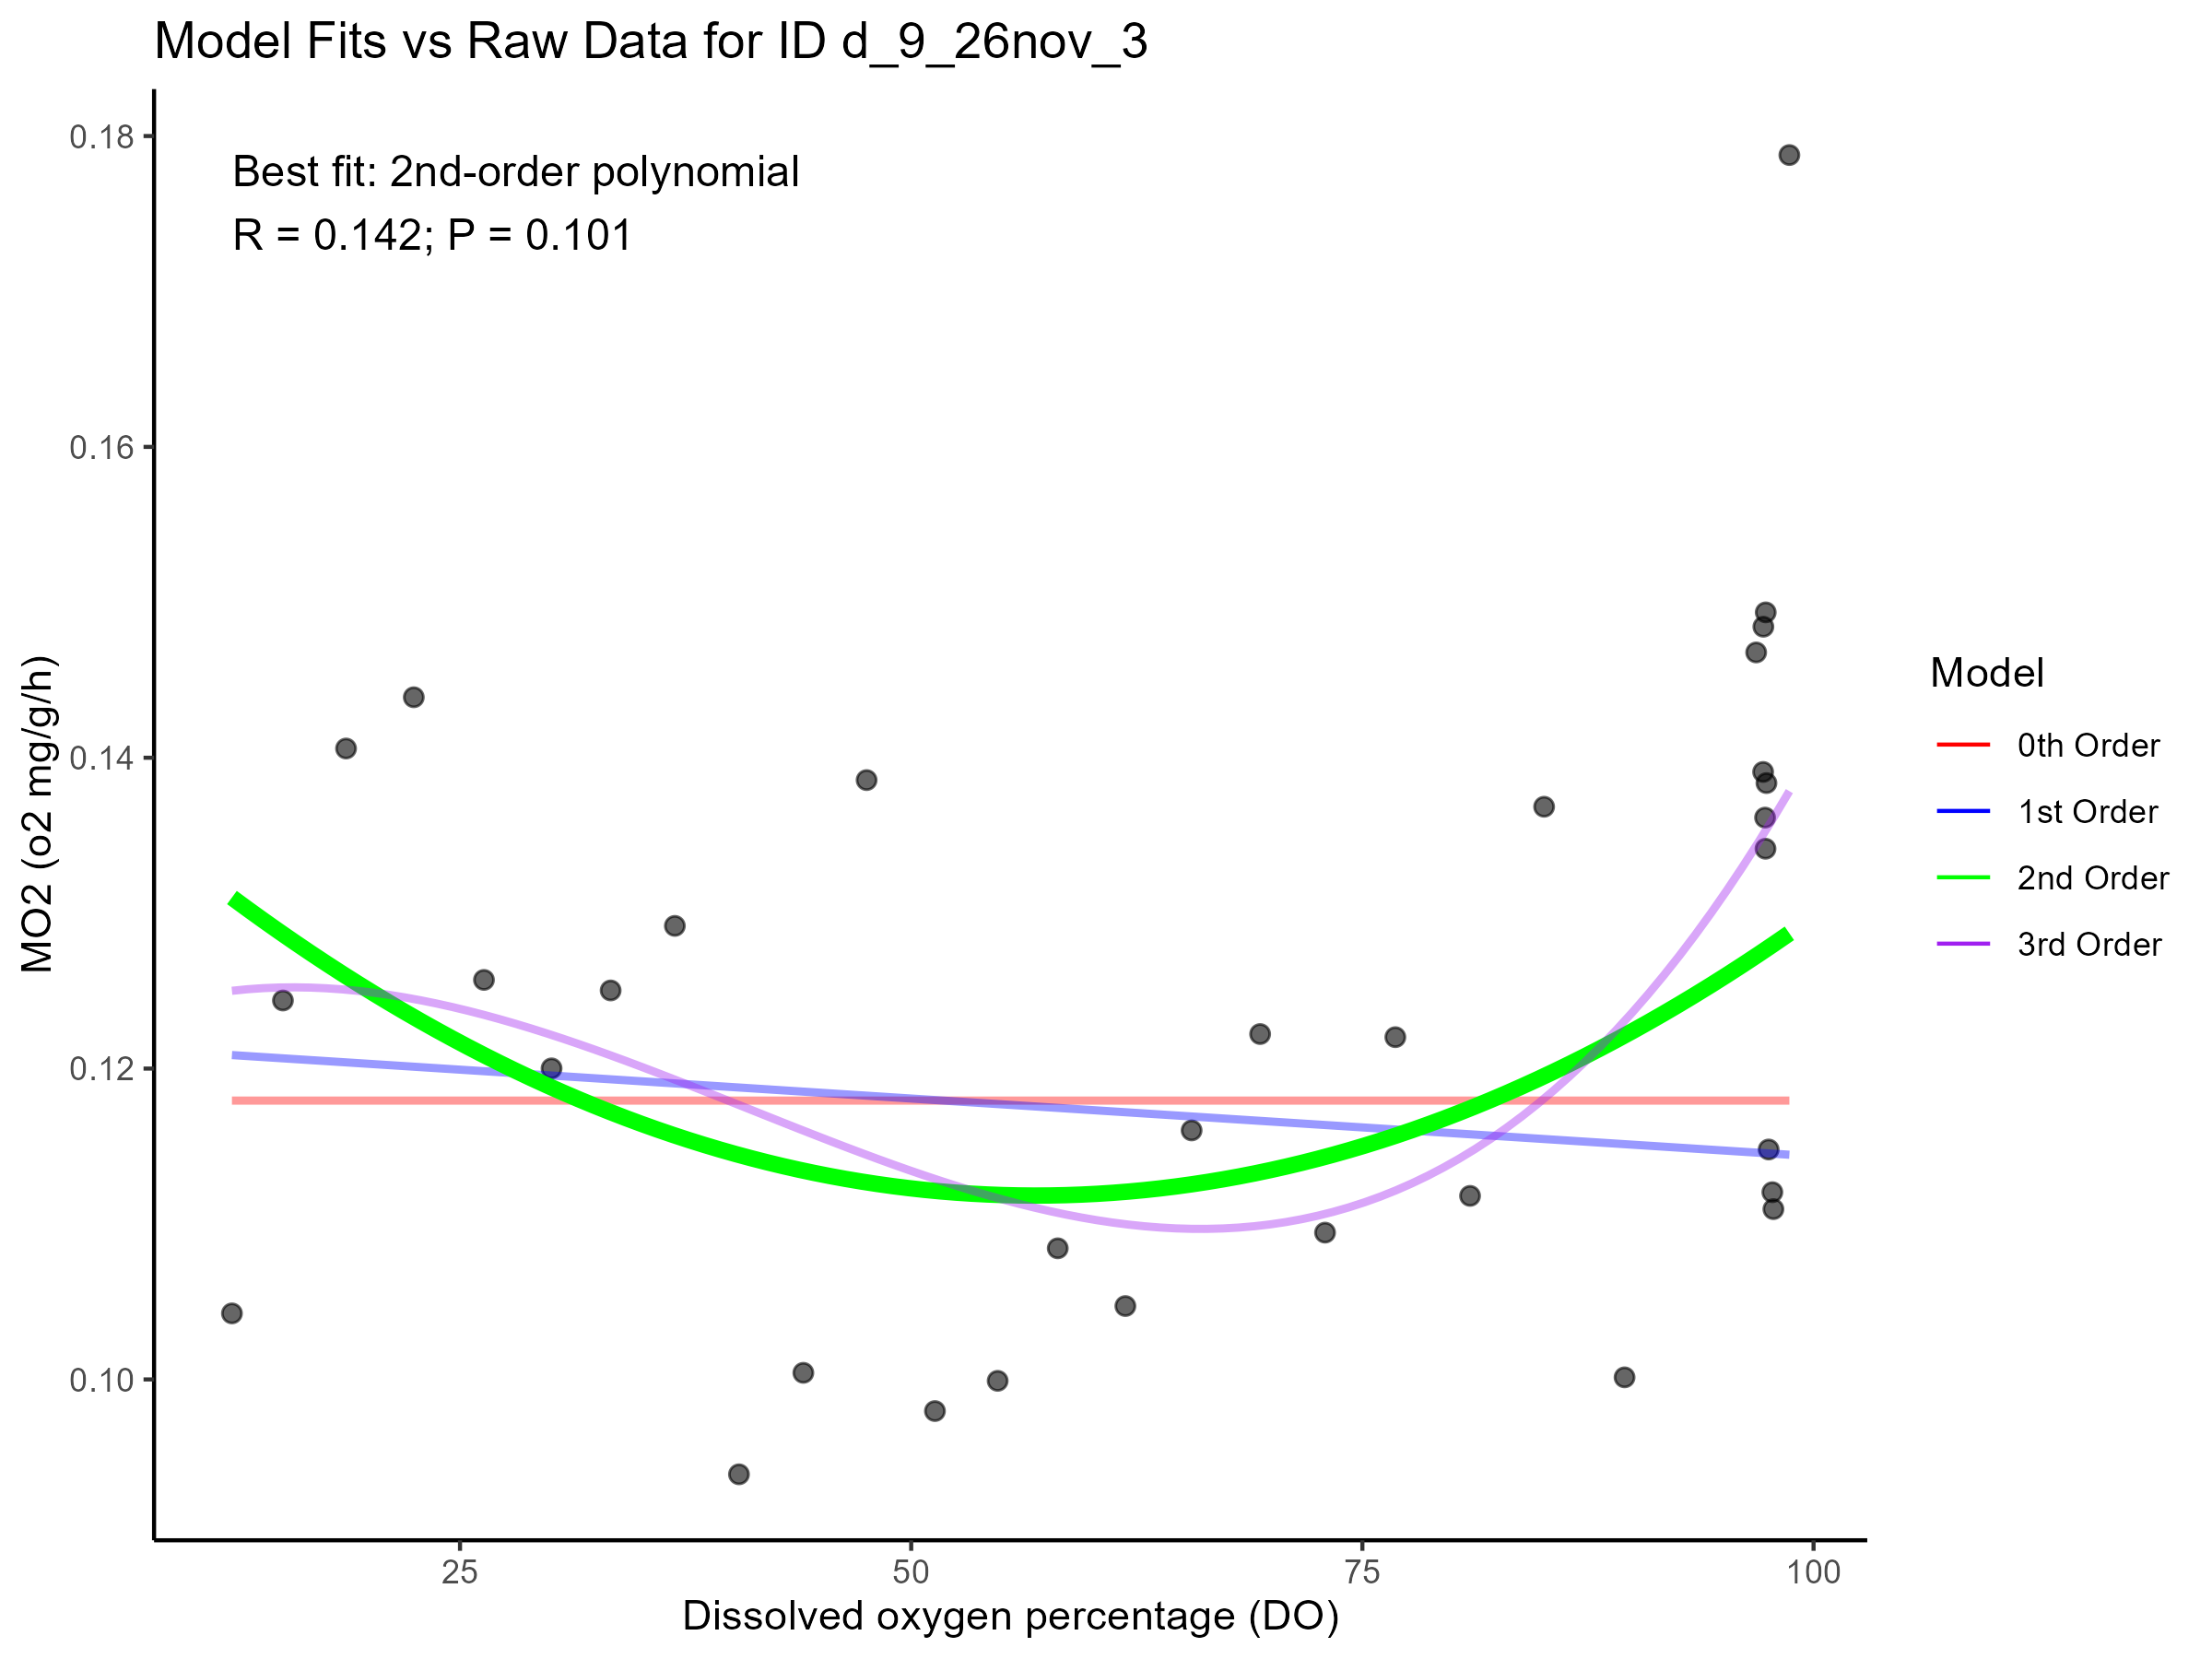 Model Fits vs Raw Data for ID d_9_26nov_3
Best fit: 2nd-order polynomial
R = 0.142; P = 0.101
0.18
0.16
0.14
0.12
0.10
MO2 (o2 mg/g/h)
25
50
75
100
Dissolved oxygen percentage (DO)
Model
0th Order
1st Order
2nd Order
3rd Order